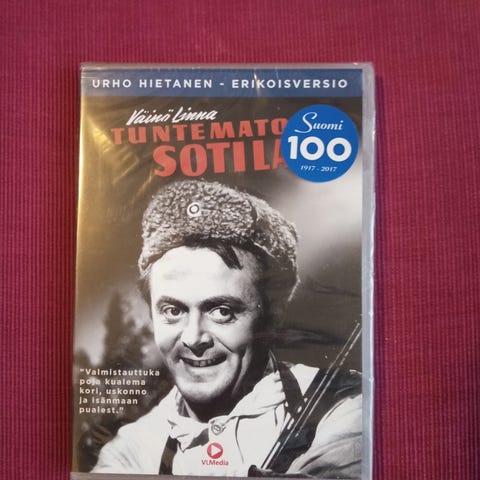 URHO HIETANEN - ERIKOISVERSIO
Väinö Linna
TUNTEMATO
SOTILA
Suomi
100
1917 - 2017
"Valmistauttuka
poja kualema
kori, uskonno
ja isänmaan
pualest."
VLMedia